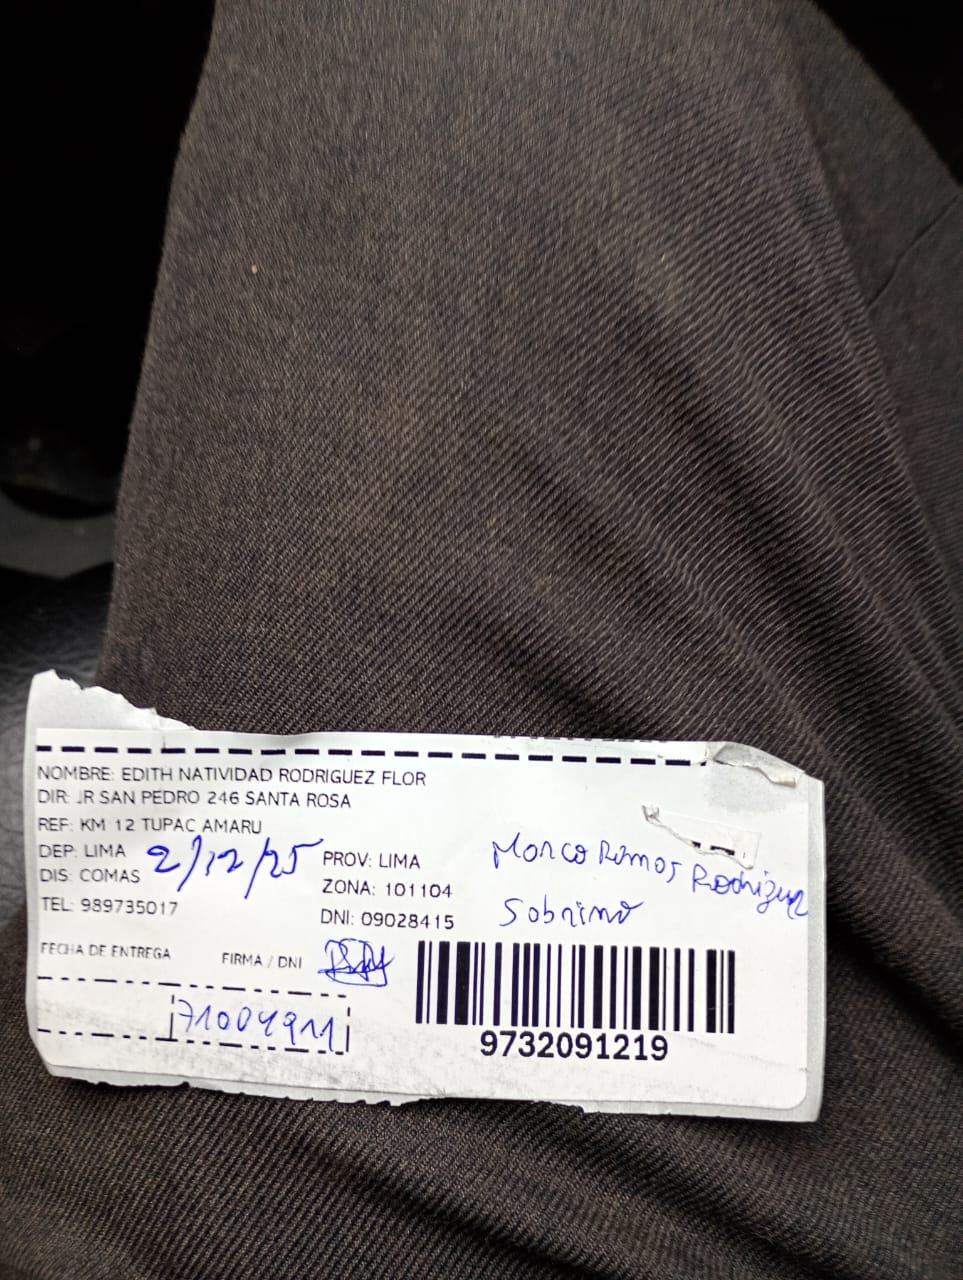 NOMBRE: EDITH NATIVIDAD RODRIGUEZ FLOR
DIR: JR SAN PEDRO 246 SANTA ROSA
REF: KM 12 TUPAC AMARU
DEP: LIMA
2/12/25
PROV: LIMA
DIS: COMAS
ZONA: 101104
TEL: 989735017
DNI: 09028415
Marco Ramos Rodriguez
Sobrino
FECHA DE ENTREGA
FIRMA / DNI
71004911
9732091219